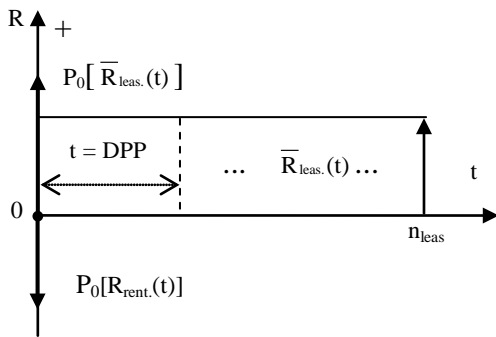 R +
P₀[ R̅leas.(t) ]
t = DPP
... R̅leas.(t) ... t
0
nleas
P₀[Rrent.(t)]